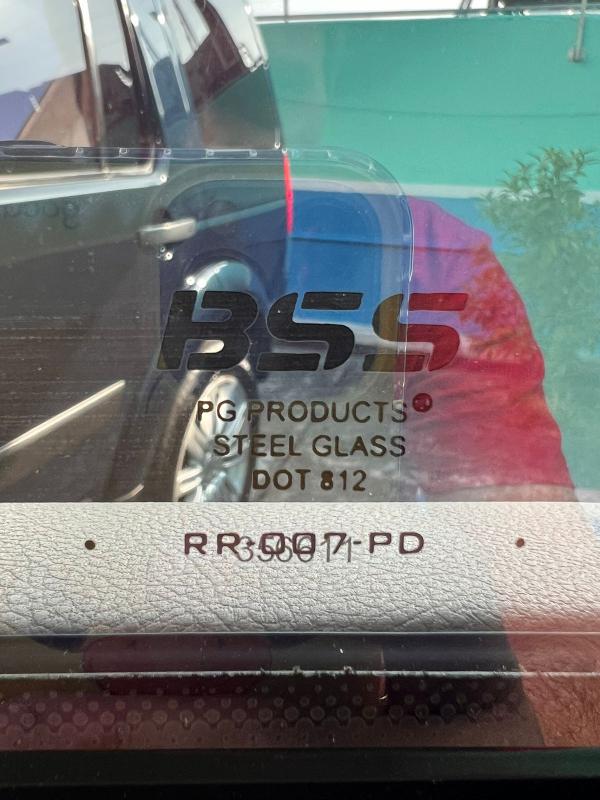 BSS
PG PRODUCTS®
STEEL GLASS
DOT 812
RR-007-PD